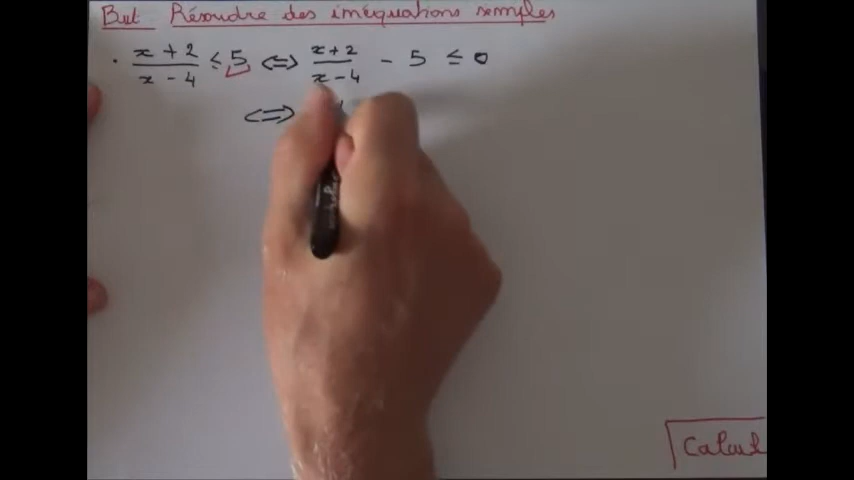 But Résoudre des inéquations simples
. x + 2 / x - 4 ≤ 5 ⟺ x + 2 / x - 4 - 5 ≤ 0
⟺
Calcul